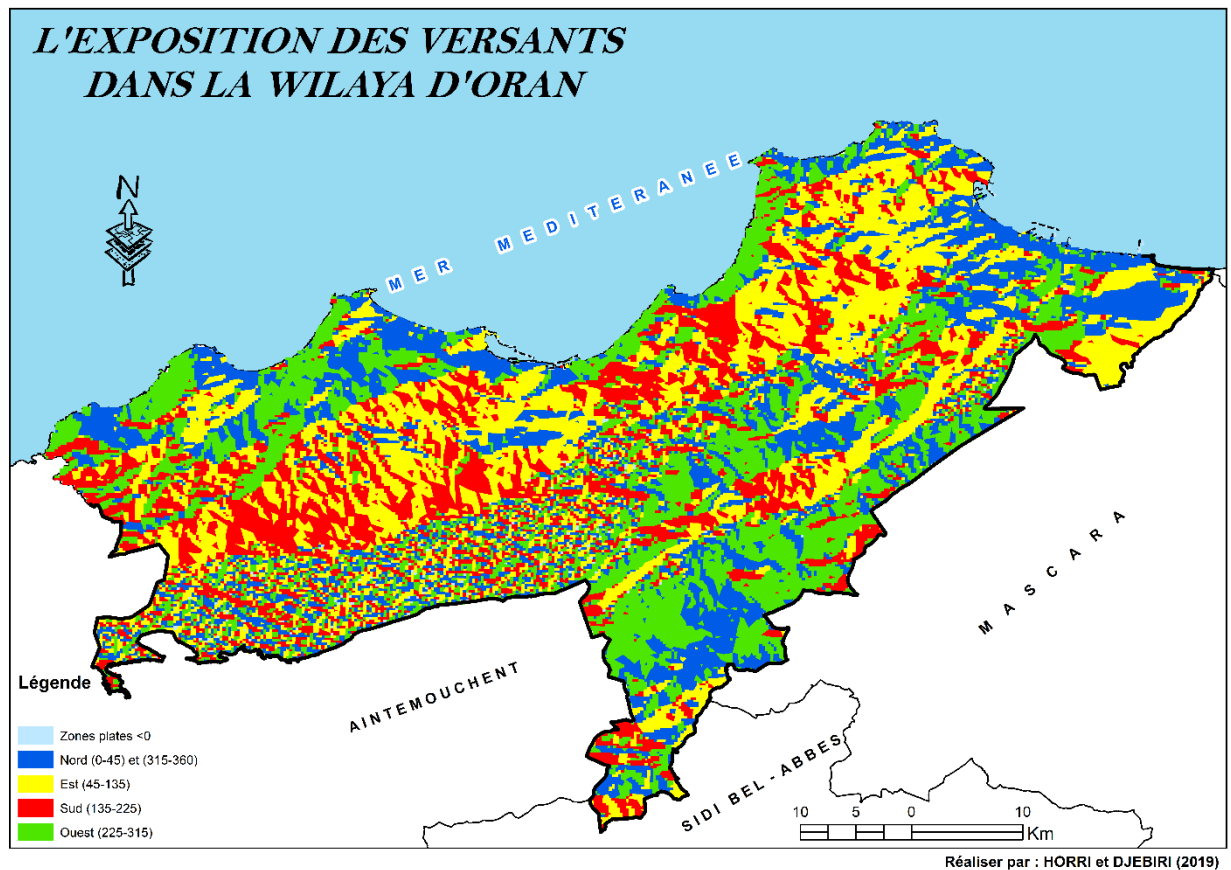 L'EXPOSITION DES VERSANTS
DANS LA WILAYA D'ORAN
N
MER MEDITERANEE
MASCARA
AINTEMOUCHENT
SIDI BEL-ABBES
Légende
Zones plates <0
Nord (0-45) et (315-360)
Est (45-135)
Sud (135-225)
Ouest (225-315)
10 5 0 10
Km
Réaliser par : HORRI et DJEBIRI (2019)